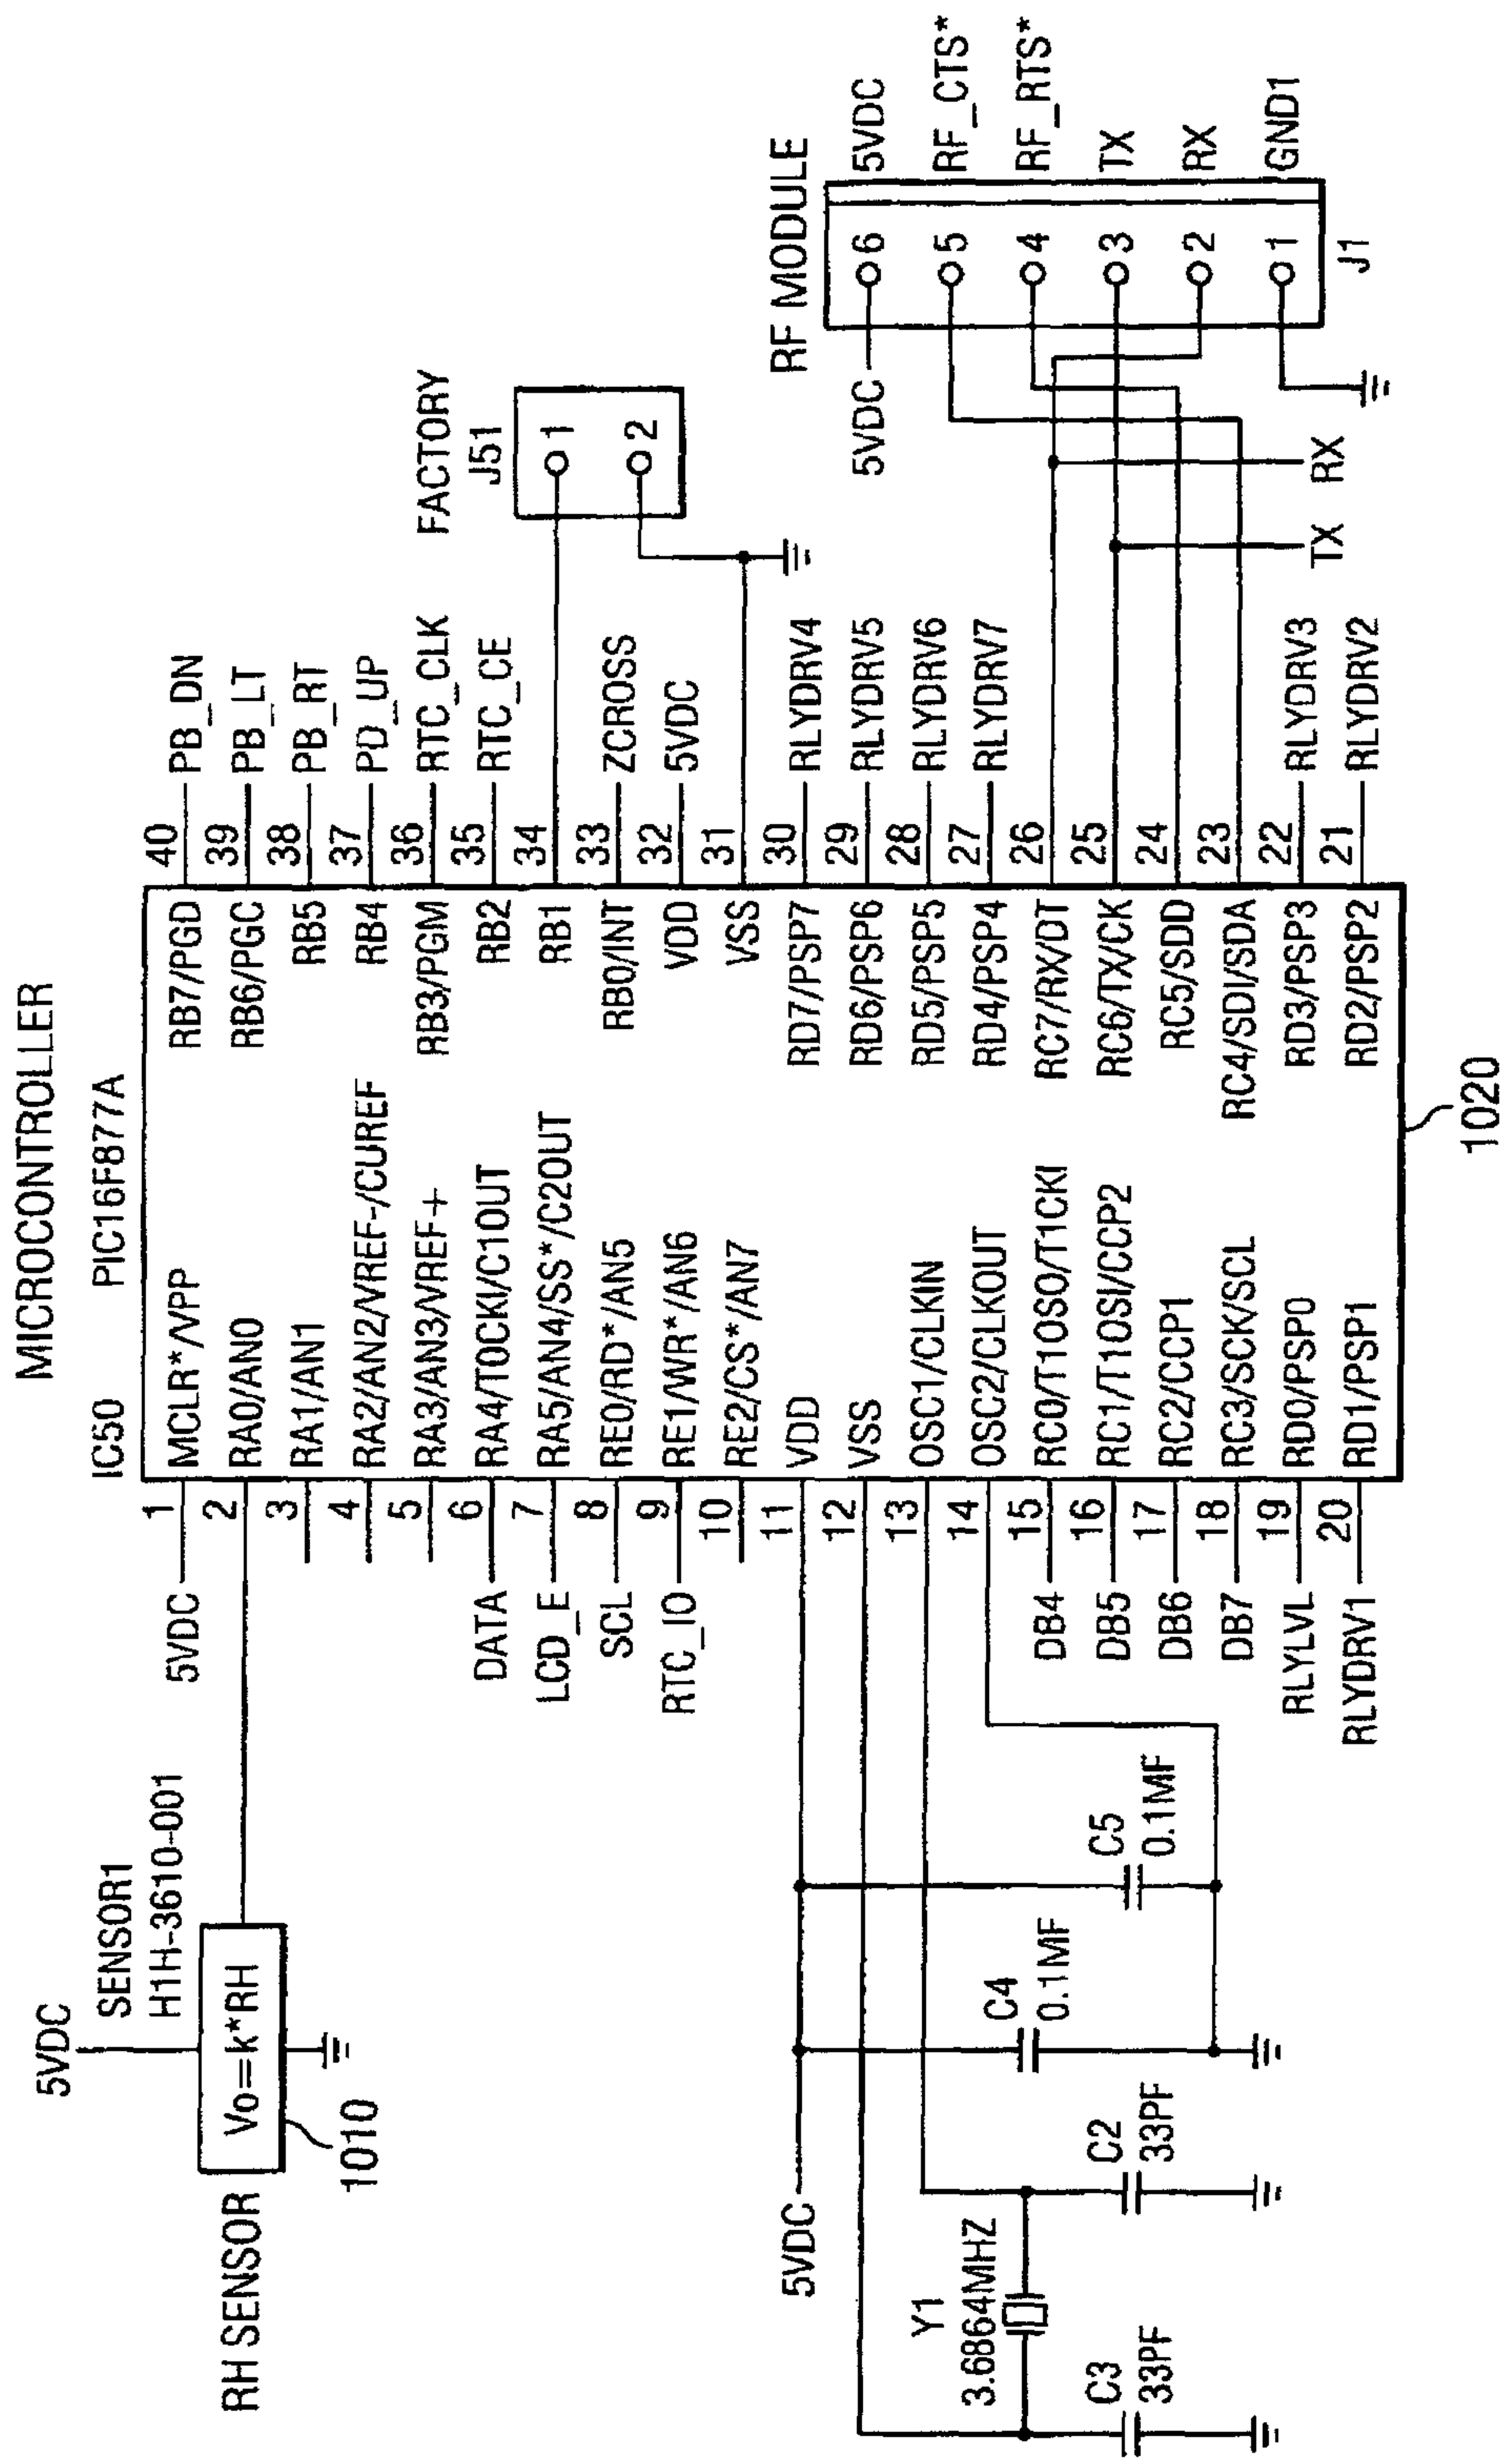 MICROCONTROLLER
IC50 PIC16F877A
5VDC
SENSOR1
H1H-3610-001
Vo=k*RH
1010
RH SENSOR
5VDC 1 MCLR*/VPP
2 RA0/AN0
3 RA1/AN1
4 RA2/AN2/VREF-/CUREF
5 RA3/AN3/VREF+
DATA 6 RA4/TOCKI/C1OUT
LCD_E 7 RA5/AN4/SS*/C2OUT
SCL 8 RE0/RD*/AN5
RTC_IO 9 RE1/WR*/AN6
10 RE2/CS*/AN7
11 VDD
12 VSS
13 OSC1/CLKIN
14 OSC2/CLKOUT
DB4 15 RC0/T1OSO/T1CKI
DB5 16 RC1/T1OSI/CCP2
DB6 17 RC2/CCP1
DB7 18 RC3/SCK/SCL
RLYLVL 19 RD0/PSP0
RLYDRV1 20 RD1/PSP1
RB7/PGD 40 PB_DN
RB6/PGC 39 PB_LT
RB5 38 PB_RT
RB4 37 PD_UP
RB3/PGM 36 RTC_CLK
RB2 35 RTC_CE
RB1 34
RB0/INT 33 ZCROSS
VDD 32 5VDC
VSS 31
RD7/PSP7 30 RLYDRV4
RD6/PSP6 29 RLYDRV5
RD5/PSP5 28 RLYDRV6
RD4/PSP4 27 RLYDRV7
RC7/RX/DT 26
RC6/TX/CK 25
RC5/SDD 24
RC4/SDI/SDA 23
RD3/PSP3 22 RLYDRV3
RD2/PSP2 21 RLYDRV2
1020
FACTORY
J51
1
2
RF MODULE
5VDC 6 5VDC
5 RF_CTS*
4 RF_RTS*
3 TX
2 RX
1 GND1
J1
TX
RX
5VDC
C4
0.1MF
C5
0.1MF
Y1
3.6864MHZ
C3
33PF
C2
33PF